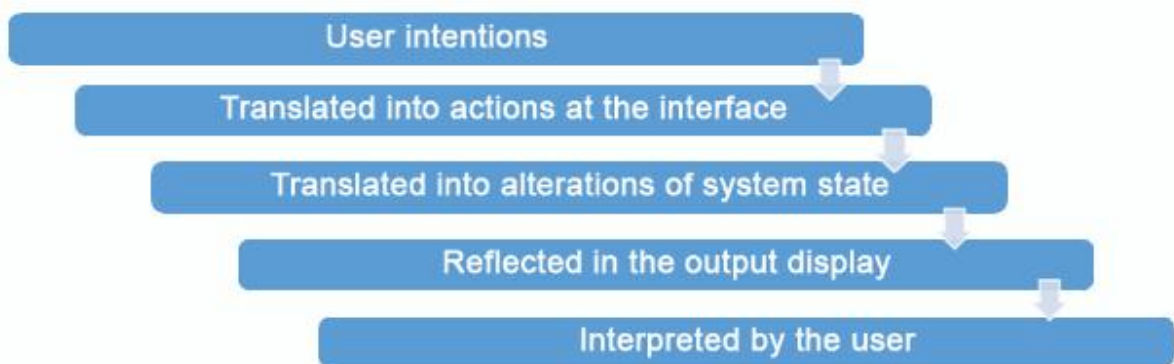 User intentions
Translated into actions at the interface
Translated into alterations of system state
Reflected in the output display
Interpreted by the user